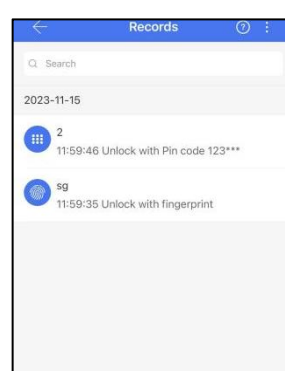 Records
Search
2023-11-15
2
11:59:46 Unlock with Pin code 123***
sg
11:59:35 Unlock with fingerprint